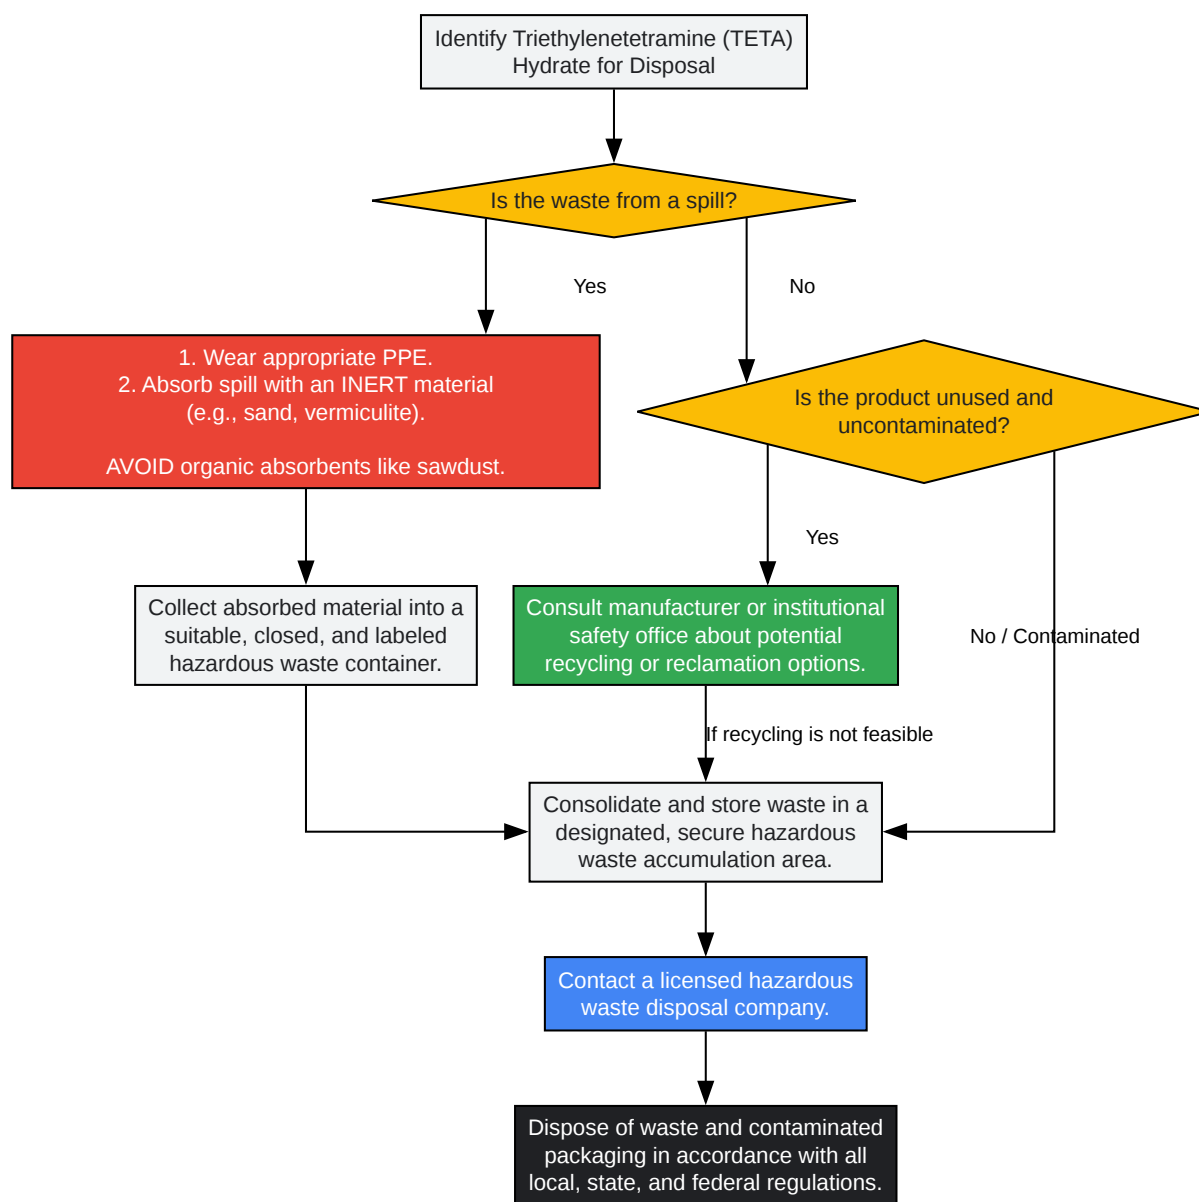 Identify Triethylenetetramine (TETA)
Hydrate for Disposal
Is the waste from a spill?
Yes
No
1. Wear appropriate PPE.
2. Absorb spill with an INERT material
(e.g., sand, vermiculite).
AVOID organic absorbents like sawdust.
Is the product unused and
uncontaminated?
Yes
Collect absorbed material into a
suitable, closed, and labeled
hazardous waste container.
Consult manufacturer or institutional
safety office about potential
recycling or reclamation options.
No / Contaminated
If recycling is not feasible
Consolidate and store waste in a
designated, secure hazardous
waste accumulation area.
Contact a licensed hazardous
waste disposal company.
Dispose of waste and contaminated
packaging in accordance with all
local, state, and federal regulations.